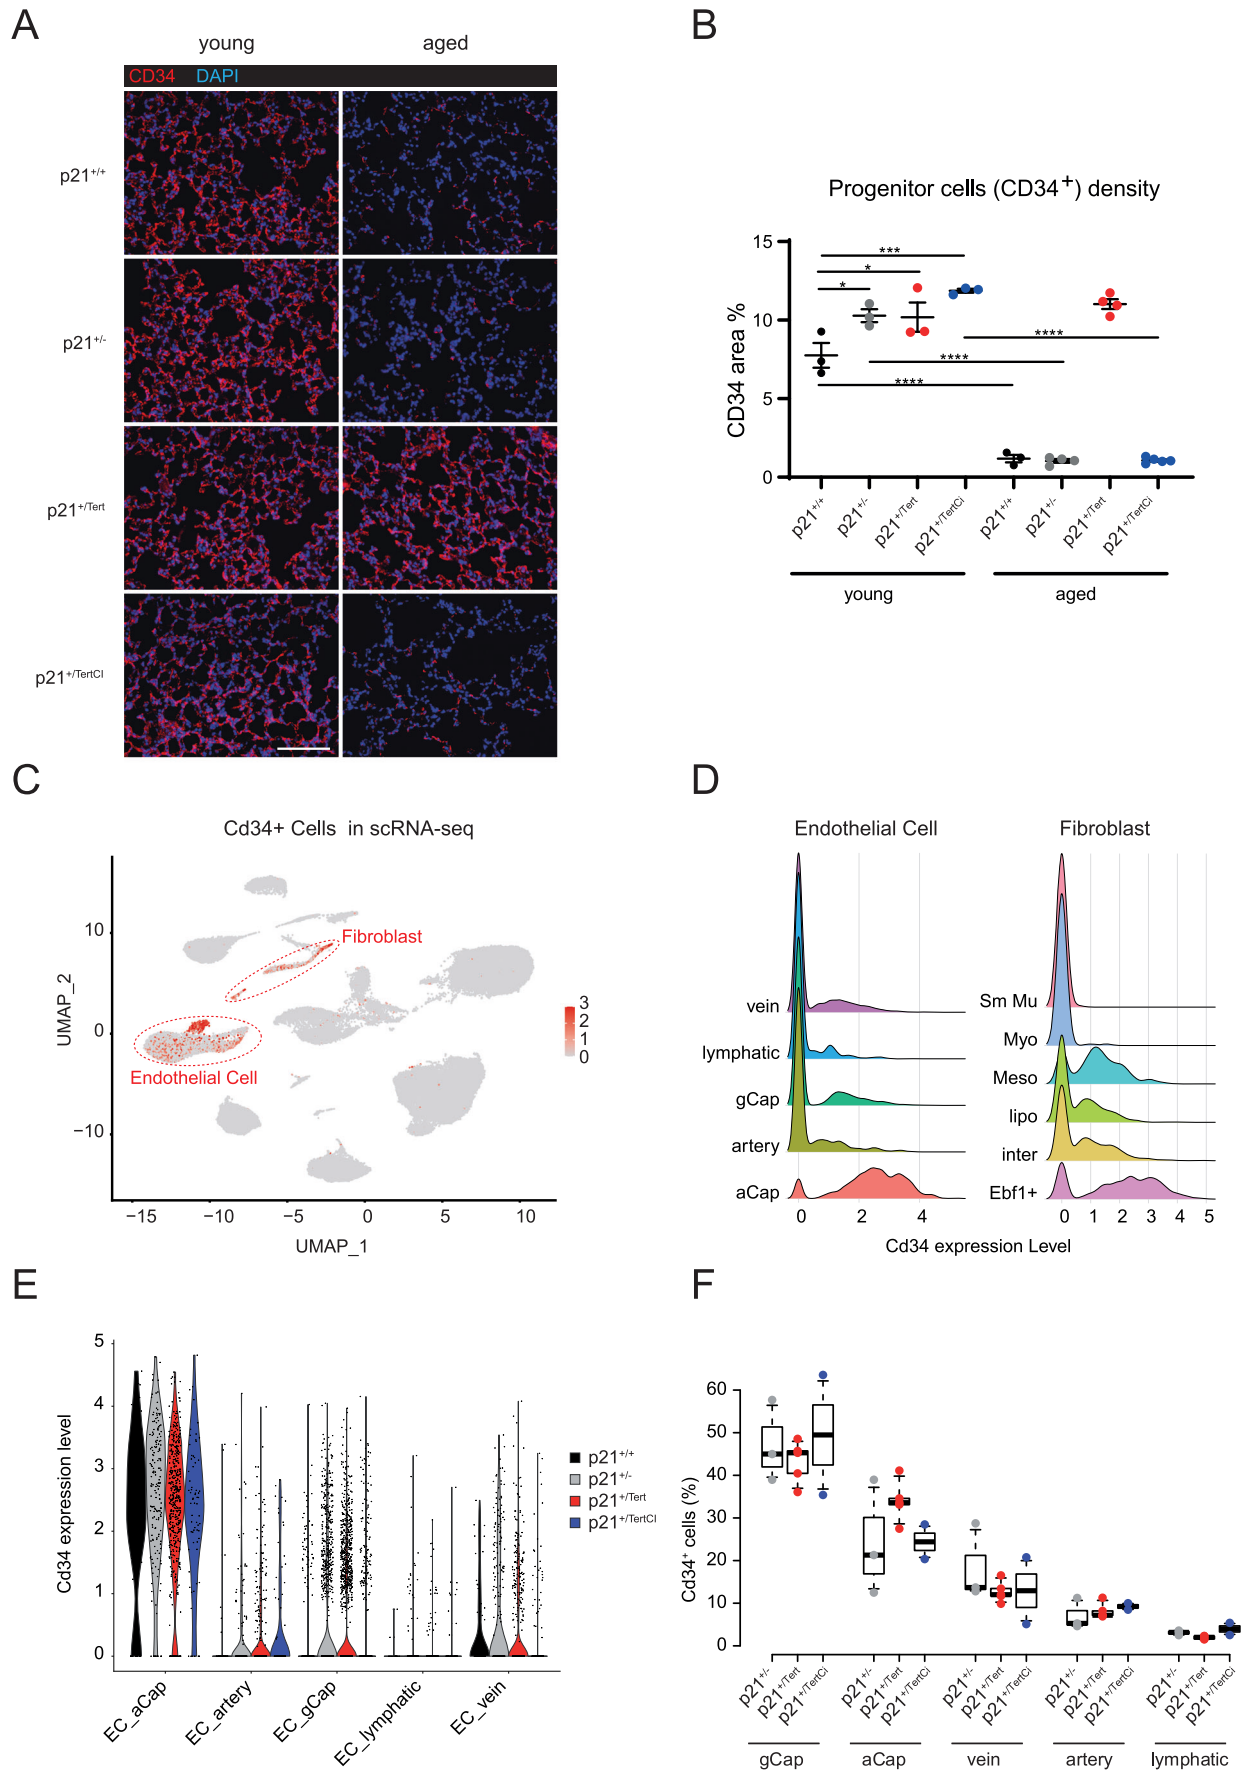 A
young aged
CD34 DAPI
p21+/+
p21+/-
p21+/Tert
p21+/TertCI
B
Progenitor cells (CD34+) density
CD34 area %
15
10
5
0
***
*
*
****
****
****
p21+/+ p21+/- p21+/Tert p21+/TertCi p21+/+ p21+/- p21+/Tert p21+/TertCi
young aged
C
Cd34+ Cells in scRNA-seq
UMAP_2
10
0
−10
Fibroblast
Endothelial Cell
3
2
1
0
−15 −10 −5 0 5 10
UMAP_1
D
Endothelial Cell Fibroblast
vein
lymphatic
gCap
artery
aCap
Sm Mu
Myo
Meso
lipo
inter
Ebf1+
0 2 4 0 1 2 3 4 5
Cd34 expression Level
E
Cd34 expression level
5
4
3
2
1
0
EC_aCap EC_artery EC_gCap EC_lymphatic EC_vein
p21+/+
p21+/-
p21+/Tert
p21+/TertCI
F
Cd34+ cells (%)
60
50
40
30
20
10
0
p21+/- p21+/Tert p21+/TertCi p21+/- p21+/Tert p21+/TertCi p21+/- p21+/Tert p21+/TertCi p21+/- p21+/Tert p21+/TertCi p21+/- p21+/Tert p21+/TertCi
gCap aCap vein artery lymphatic